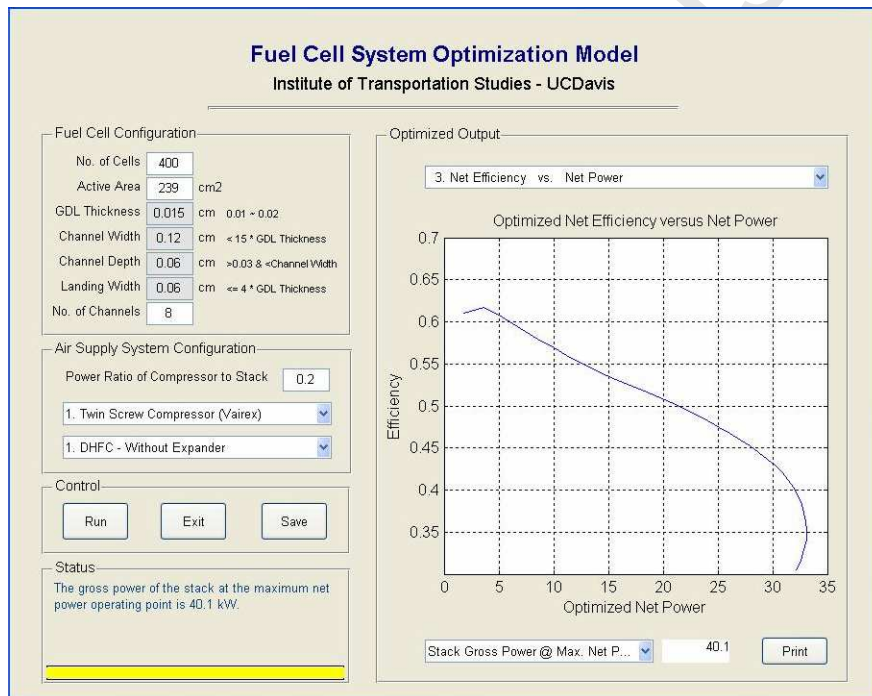 Fuel Cell System Optimization Model
Institute of Transportation Studies - UCDavis
Fuel Cell Configuration
No. of Cells 400
Active Area 239 cm2
GDL Thickness 0.015 cm 0.01 ~ 0.02
Channel Width 0.12 cm < 15 * GDL Thickness
Channel Depth 0.06 cm >0.03 & <Channel Width
Landing Width 0.06 cm <= 4 * GDL Thickness
No. of Channels 8
Air Supply System Configuration
Power Ratio of Compressor to Stack 0.2
1. Twin Screw Compressor (Vairex)
1. DHFC - Without Expander
Control
Run Exit Save
Status
The gross power of the stack at the maximum net
power operating point is 40.1 kW.
Optimized Output
3. Net Efficiency vs. Net Power
Optimized Net Efficiency versus Net Power
0.7
0.65
0.6
0.55
0.5
0.45
0.4
0.35
Efficiency
0 5 10 15 20 25 30 35
Optimized Net Power
Stack Gross Power @ Max. Net P... 40.1 Print